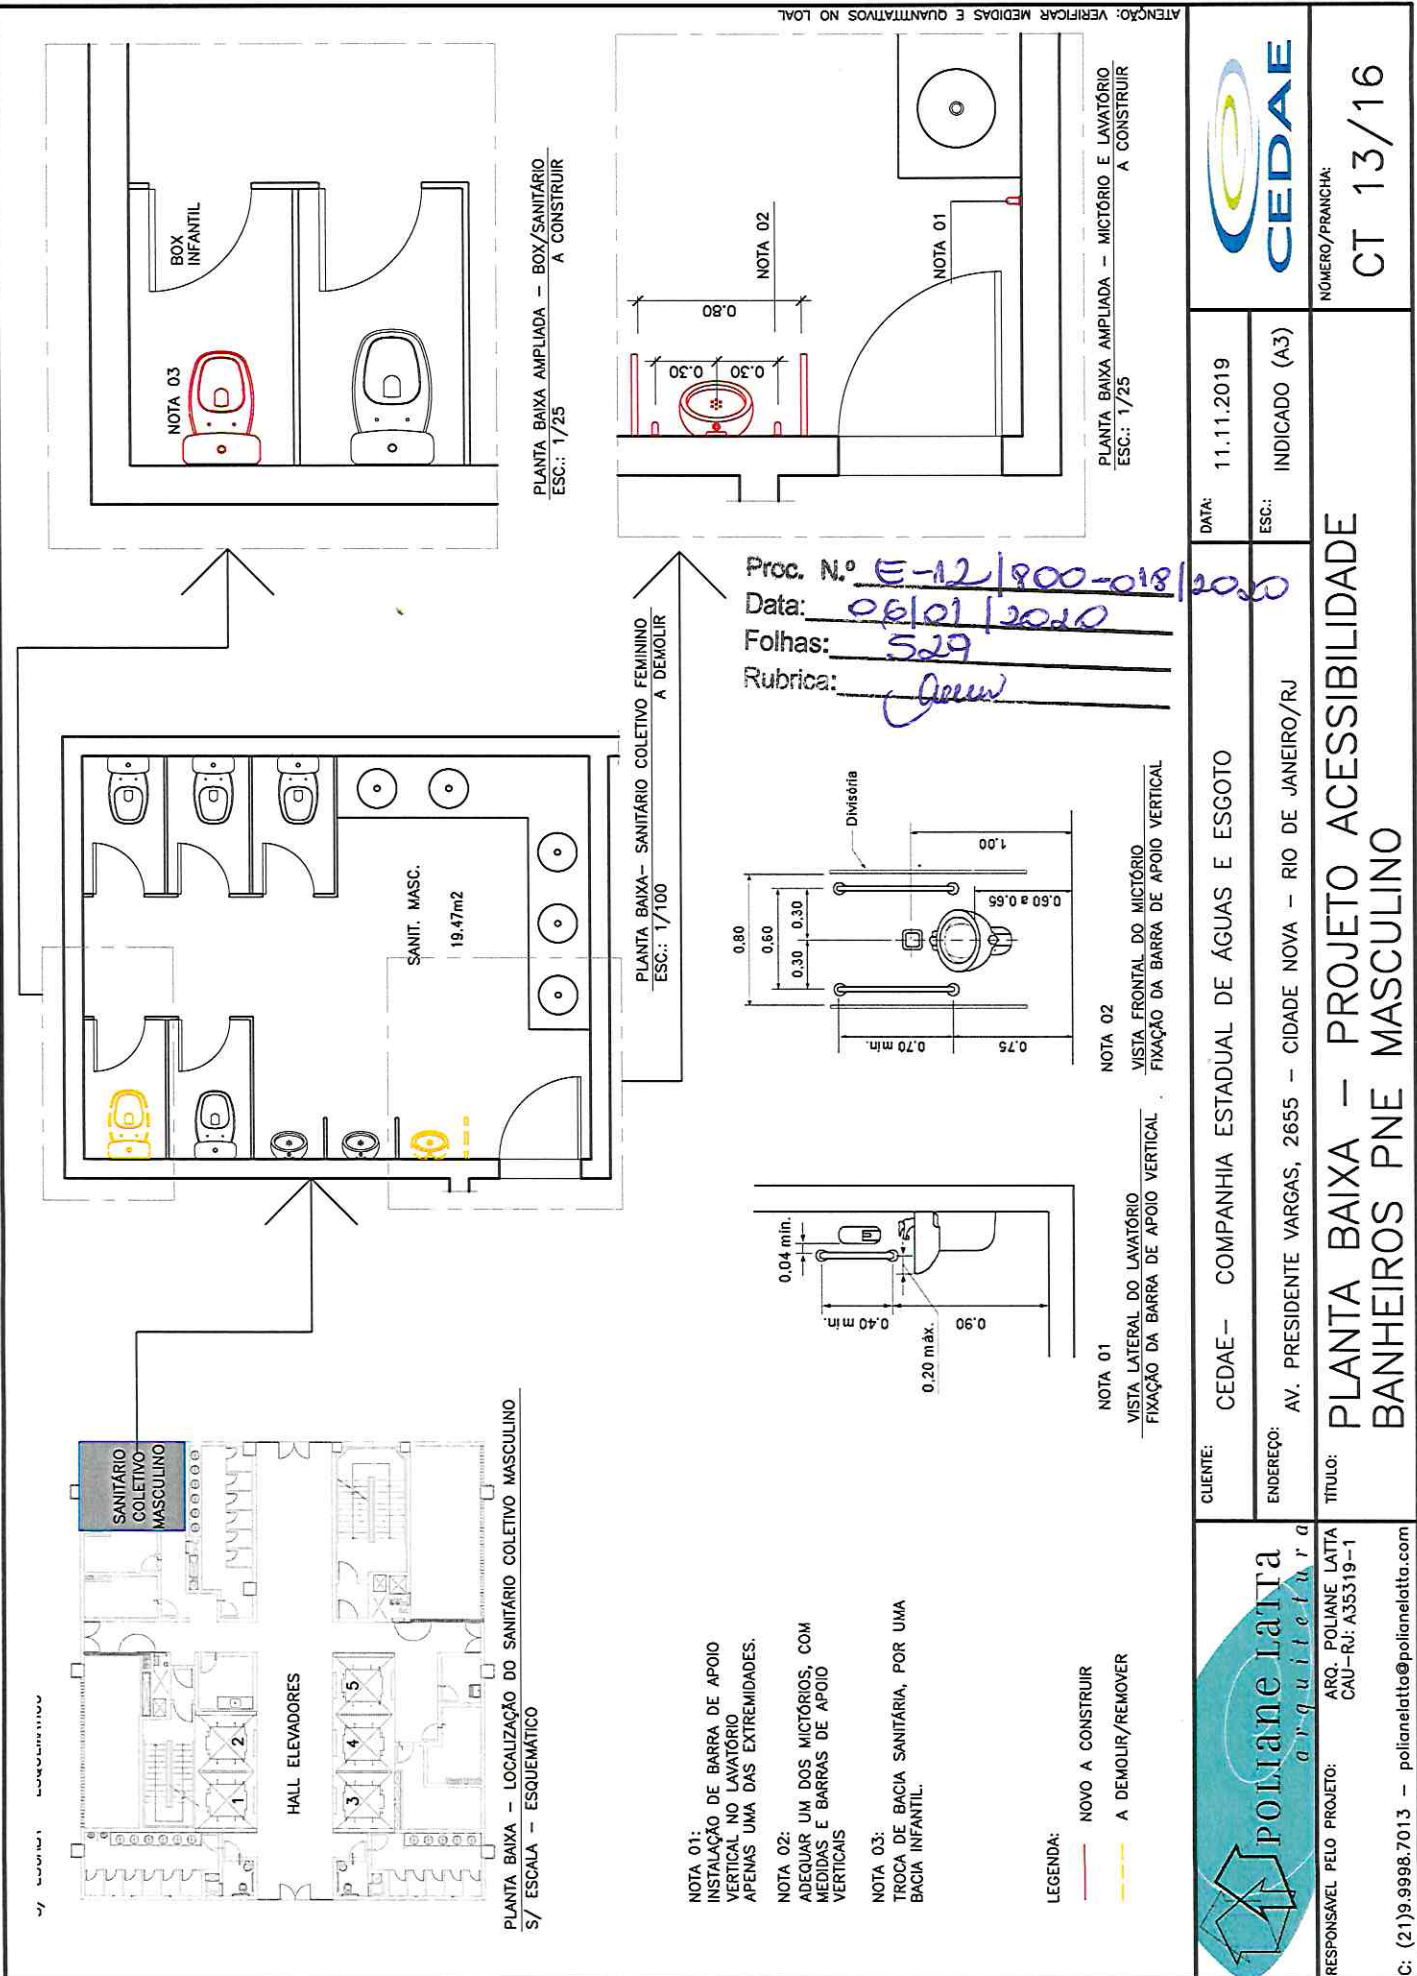 S/ ESCALA – ESQUEMÁTICO
SANITÁRIO
COLETIVO
MASCULINO
1
2
3
4
5
HALL ELEVADORES
PLANTA BAIXA – LOCALIZAÇÃO DO SANITÁRIO COLETIVO MASCULINO
S/ ESCALA – ESQUEMÁTICO
SANIT. MASC.
19.47m2
PLANTA BAIXA– SANITÁRIO COLETIVO FEMININO
ESC.: 1/100
A DEMOLIR
BOX
INFANTIL
NOTA 03
PLANTA BAIXA AMPLIADA – BOX/SANITÁRIO
ESC.: 1/25
A CONSTRUIR
0.80
0.30
0.30
NOTA 02
NOTA 01
PLANTA BAIXA AMPLIADA – MICTÓRIO E LAVATÓRIO
ESC.: 1/25
A CONSTRUIR
ATENÇÃO: VERIFICAR MEDIDAS E QUANTITATIVOS NO LOAL
Proc. N.º E-12/800-018/2020
Data: 06/01/2020
Folhas: 529
Rubrica:
NOTA 01:
INSTALAÇÃO DE BARRA DE APOIO
VERTICAL NO LAVATÓRIO
APENAS UMA DAS EXTREMIDADES.
NOTA 02:
ADEQUAR UM DOS MICTÓRIOS, COM
MEDIDAS E BARRAS DE APOIO
VERTICAIS
NOTA 03:
TROCA DE BACIA SANITÁRIA, POR UMA
BACIA INFANTIL.
LEGENDA:
NOVO A CONSTRUIR
A DEMOLIR/REMOVER
0,04 min.
0,40 min.
0,90
0,20 máx.
NOTA 01
VISTA LATERAL DO LAVATÓRIO
FIXAÇÃO DA BARRA DE APOIO VERTICAL
0,80
0,60
0,30
0,30
Divisória
0,70 min.
0,75
1,00
0,60 a 0,65
NOTA 02
VISTA FRONTAL DO MICTÓRIO
FIXAÇÃO DA BARRA DE APOIO VERTICAL
POLIANE LATTA
arquitetura
RESPONSÁVEL PELO PROJETO:
ARQ. POLIANE LATTA
CAU–RJ: A35319–1
C: (21)9.9998.7013 – polianelatta@polianelatta.com
CLIENTE:
CEDAE– COMPANHIA ESTADUAL DE ÁGUAS E ESGOTO
ENDEREÇO:
AV. PRESIDENTE VARGAS, 2655 – CIDADE NOVA – RIO DE JANEIRO/RJ
TÍTULO:
PLANTA BAIXA – PROJETO ACESSIBILIDADE
BANHEIROS PNE MASCULINO
DATA:
11.11.2019
ESC.:
INDICADO (A3)
CEDAE
NÚMERO/PRANCHA:
CT 13/16